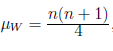 μ_W = n(n + 1)/4,